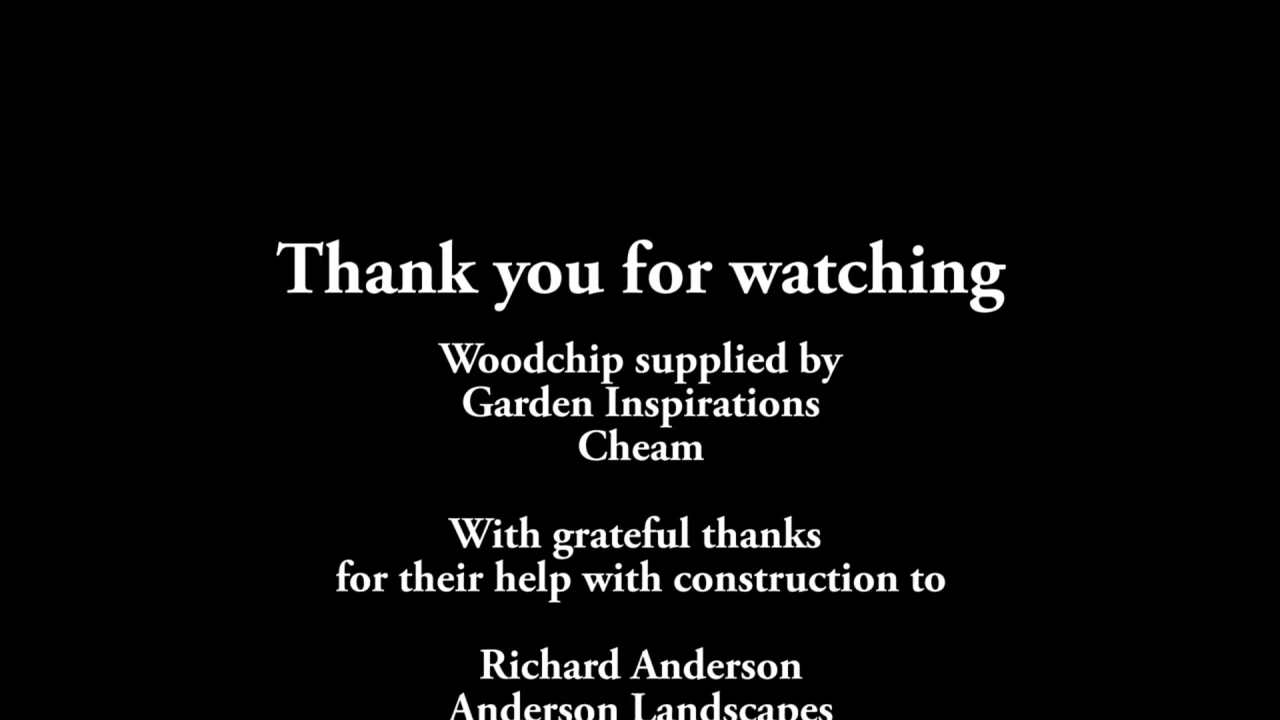 Thank you for watching
Woodchip supplied by
Garden Inspirations
Cheam
With grateful thanks
for their help with construction to
Richard Anderson
Anderson Landscapes